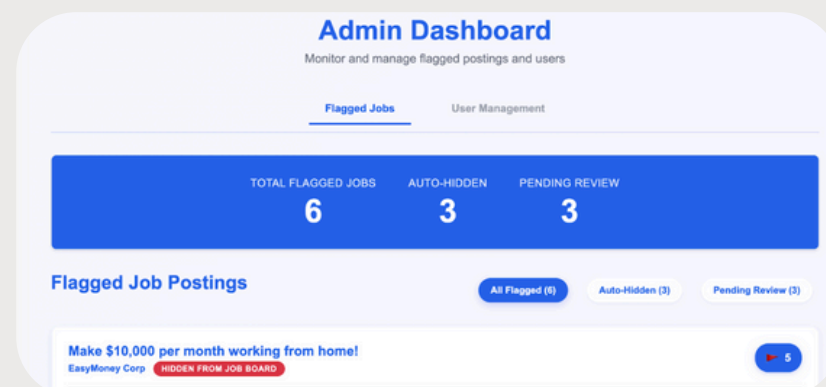 Admin Dashboard
Monitor and manage flagged postings and users
Flagged Jobs User Management
TOTAL FLAGGED JOBS AUTO-HIDDEN PENDING REVIEW
6 3 3
Flagged Job Postings
All Flagged (6) Auto-Hidden (3) Pending Review (3)
Make $10,000 per month working from home!
EasyMoney Corp HIDDEN FROM JOB BOARD
5